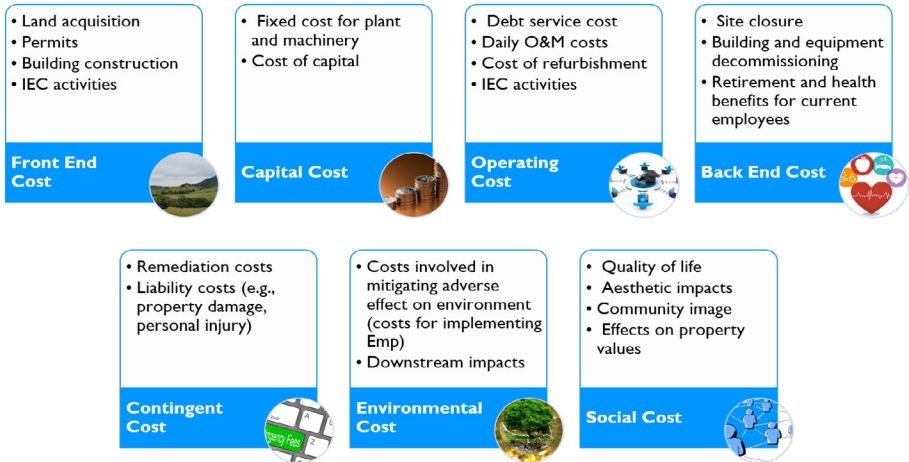 • Land acquisition
• Permits
• Building construction
• IEC activities
Front End
Cost
• Fixed cost for plant
and machinery
• Cost of capital
Capital Cost
• Debt service cost
• Daily O&M costs
• Cost of refurbishment
• IEC activities
Operating
Cost
• Site closure
• Building and equipment
decommissioning
• Retirement and health
benefits for current
employees
Back End Cost
• Remediation costs
• Liability costs (e.g.,
property damage,
personal injury)
Contingent
Cost
ngency Fees
A
Z
• Costs involved in
mitigating adverse
effect on environment
(costs for implementing
Emp)
• Downstream impacts
Environmental
Cost
• Quality of life
• Aesthetic impacts
• Community image
• Effects on property
values
Social Cost